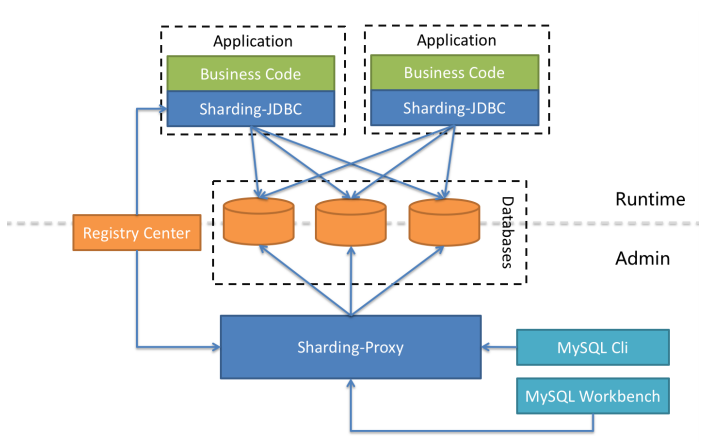 Application
Application
Business Code
Business Code
Sharding-JDBC
Sharding-JDBC
Databases
Runtime
Registry Center
Admin
Sharding-Proxy
MySQL Cli
MySQL Workbench